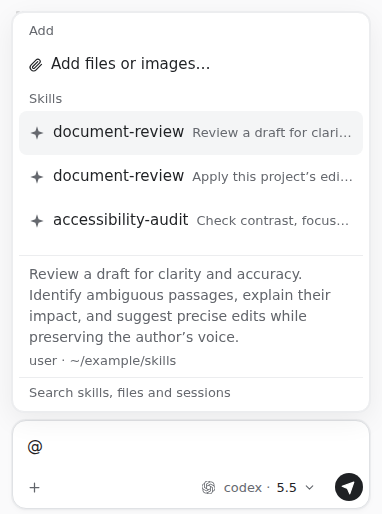 Add
Add files or images…
Skills
document-review Review a draft for clari…
document-review Apply this project’s edi…
accessibility-audit Check contrast, focus…
Review a draft for clarity and accuracy.
Identify ambiguous passages, explain their
impact, and suggest precise edits while
preserving the author’s voice.
user · ~/example/skills
Search skills, files and sessions
@
+ codex · 5.5